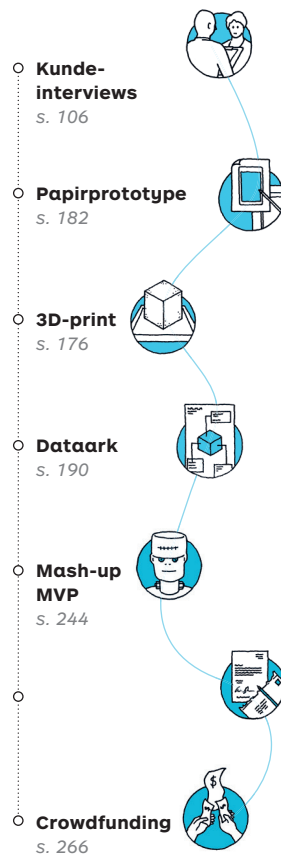 Kunde-
interviews
s. 106
Papirprototype
s. 182
3D-print
s. 176
Dataark
s. 190
Mash-up
MVP
s. 244
$
Crowdfunding
s. 266